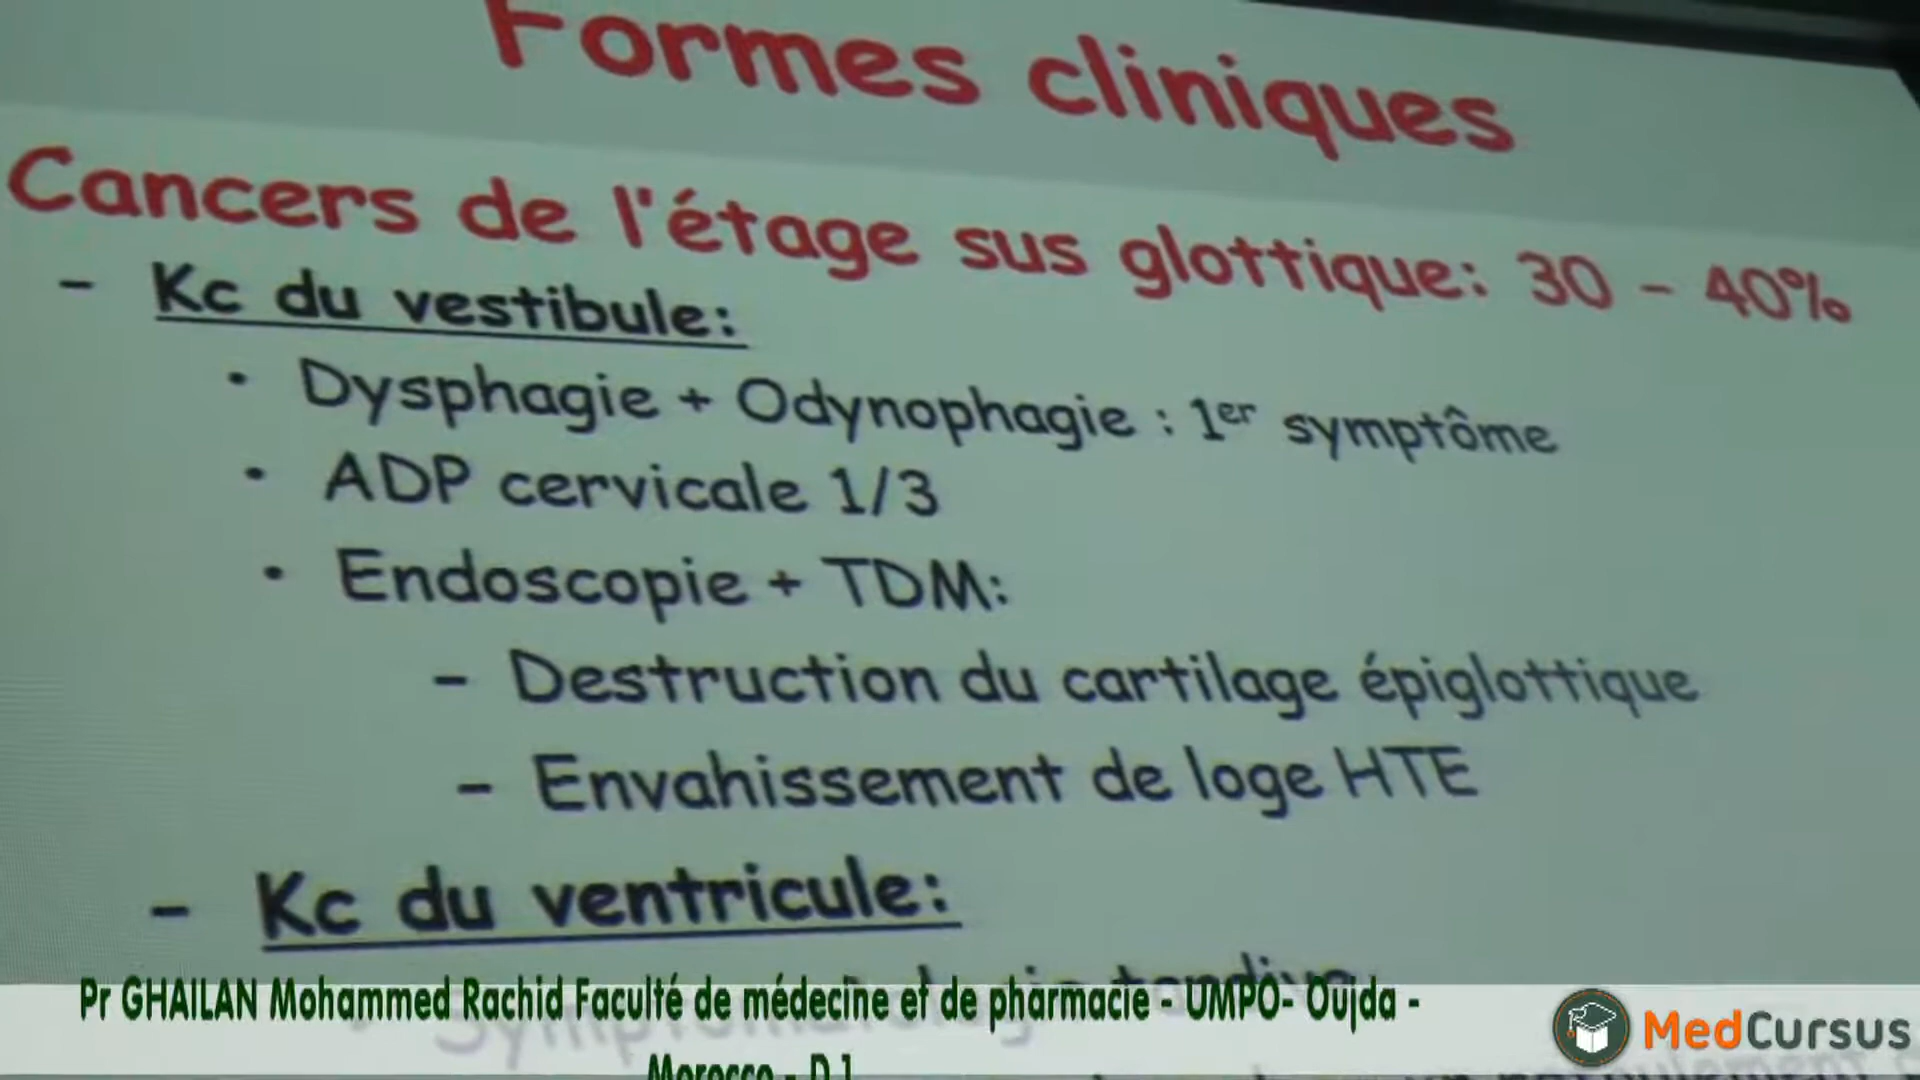 Formes cliniques
Cancers de l'étage sus glottique: 30 - 40%
- Kc du vestibule:
• Dysphagie + Odynophagie : 1er symptôme
• ADP cervicale 1/3
• Endoscopie + TDM:
- Destruction du cartilage épiglottique
- Envahissement de loge HTE
- Kc du ventricule:
Pr GHAILAN Mohammed Rachid Faculté de médecine et de pharmacie - UMPO- Oujda -
Morocco - D 1
MedCursus